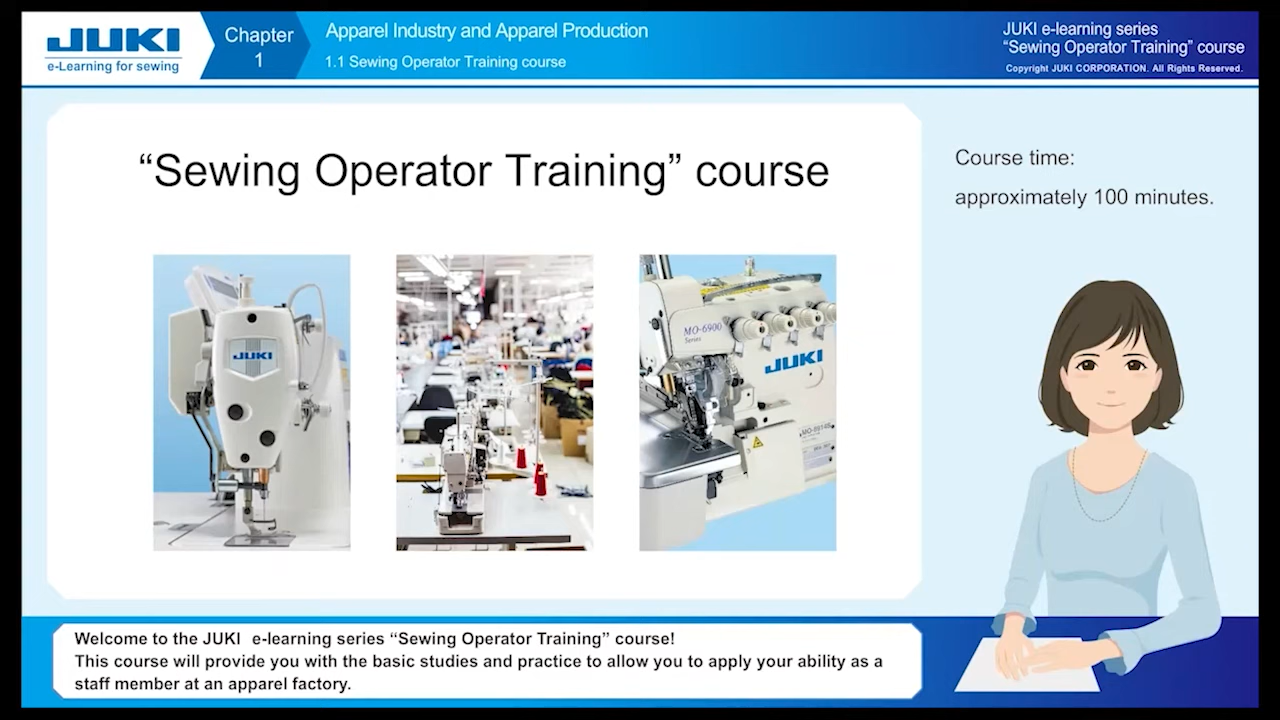 JUKI
e-Learning for sewing
Chapter
1
Apparel Industry and Apparel Production
1.1 Sewing Operator Training course
JUKI e-learning series
“Sewing Operator Training” course
Copyright JUKI CORPORATION. All Rights Reserved.
“Sewing Operator Training” course
JUKI
MO-6900
Series
JUKI
Course time:
approximately 100 minutes.
Welcome to the JUKI e-learning series “Sewing Operator Training” course!
This course will provide you with the basic studies and practice to allow you to apply your ability as a
staff member at an apparel factory.